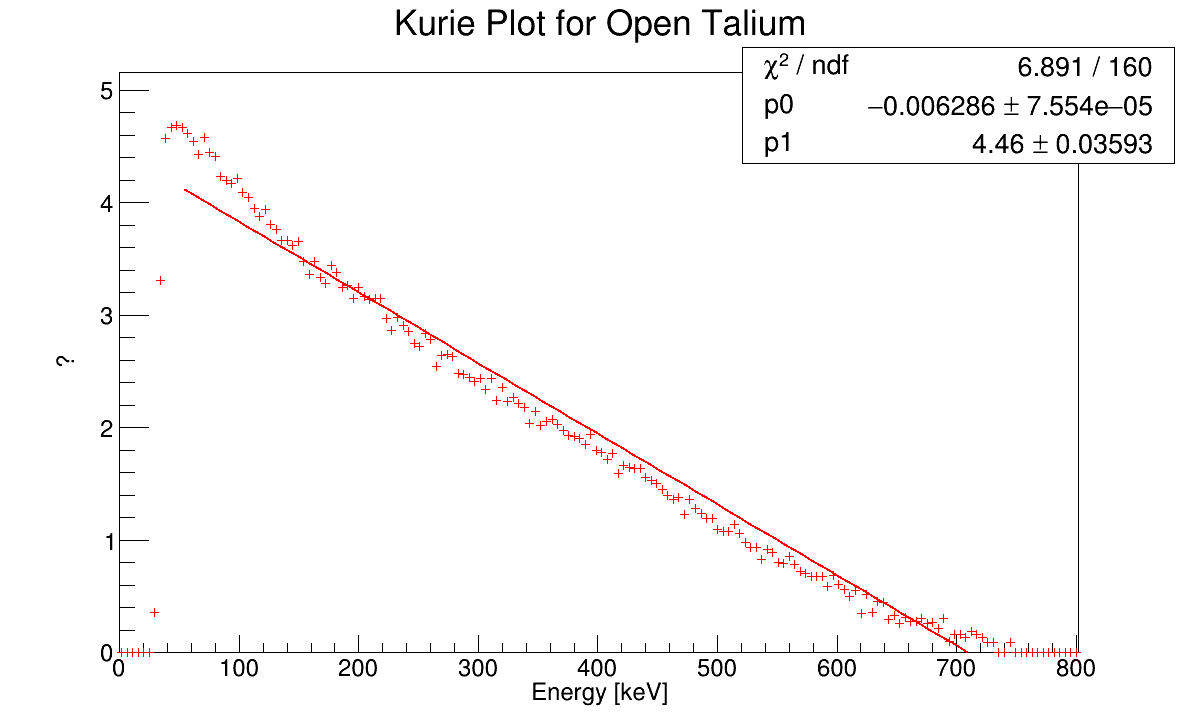 Kurie Plot for Open Talium
χ² / ndf 6.891 / 160
p0 −0.006286 ± 7.554e−05
p1 4.46 ± 0.03593
5
4
3
2
1
0
?
0 100 200 300 400 500 600 700 800
Energy [keV]